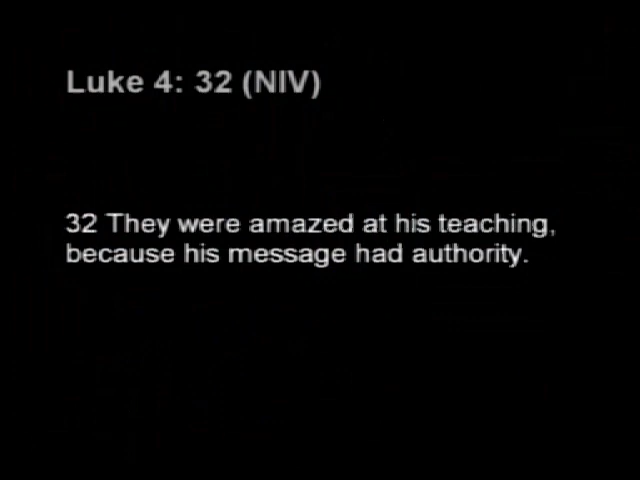 Luke 4: 32 (NIV)
32 They were amazed at his teaching,
because his message had authority.